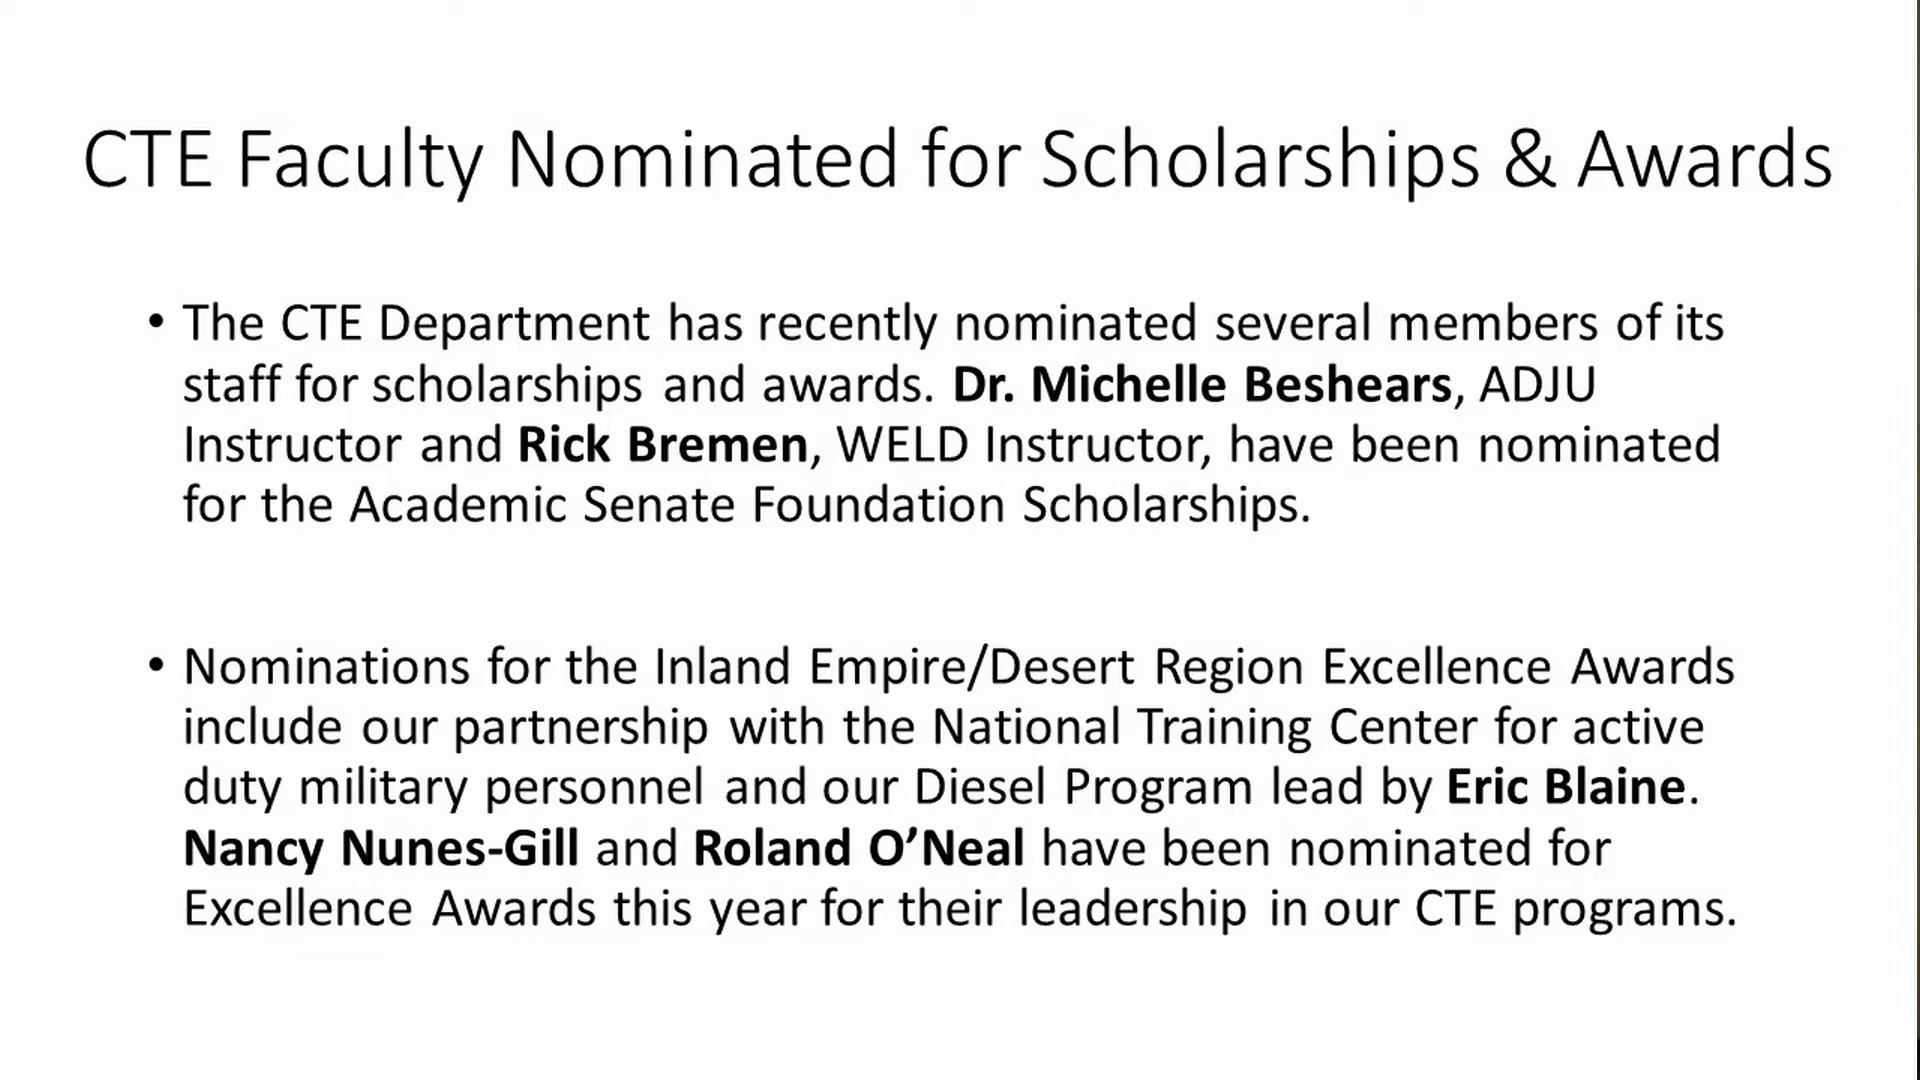 CTE Faculty Nominated for Scholarships & Awards
• The CTE Department has recently nominated several members of its
staff for scholarships and awards. Dr. Michelle Beshears, ADJU
Instructor and Rick Bremen, WELD Instructor, have been nominated
for the Academic Senate Foundation Scholarships.
• Nominations for the Inland Empire/Desert Region Excellence Awards
include our partnership with the National Training Center for active
duty military personnel and our Diesel Program lead by Eric Blaine.
Nancy Nunes-Gill and Roland O’Neal have been nominated for
Excellence Awards this year for their leadership in our CTE programs.